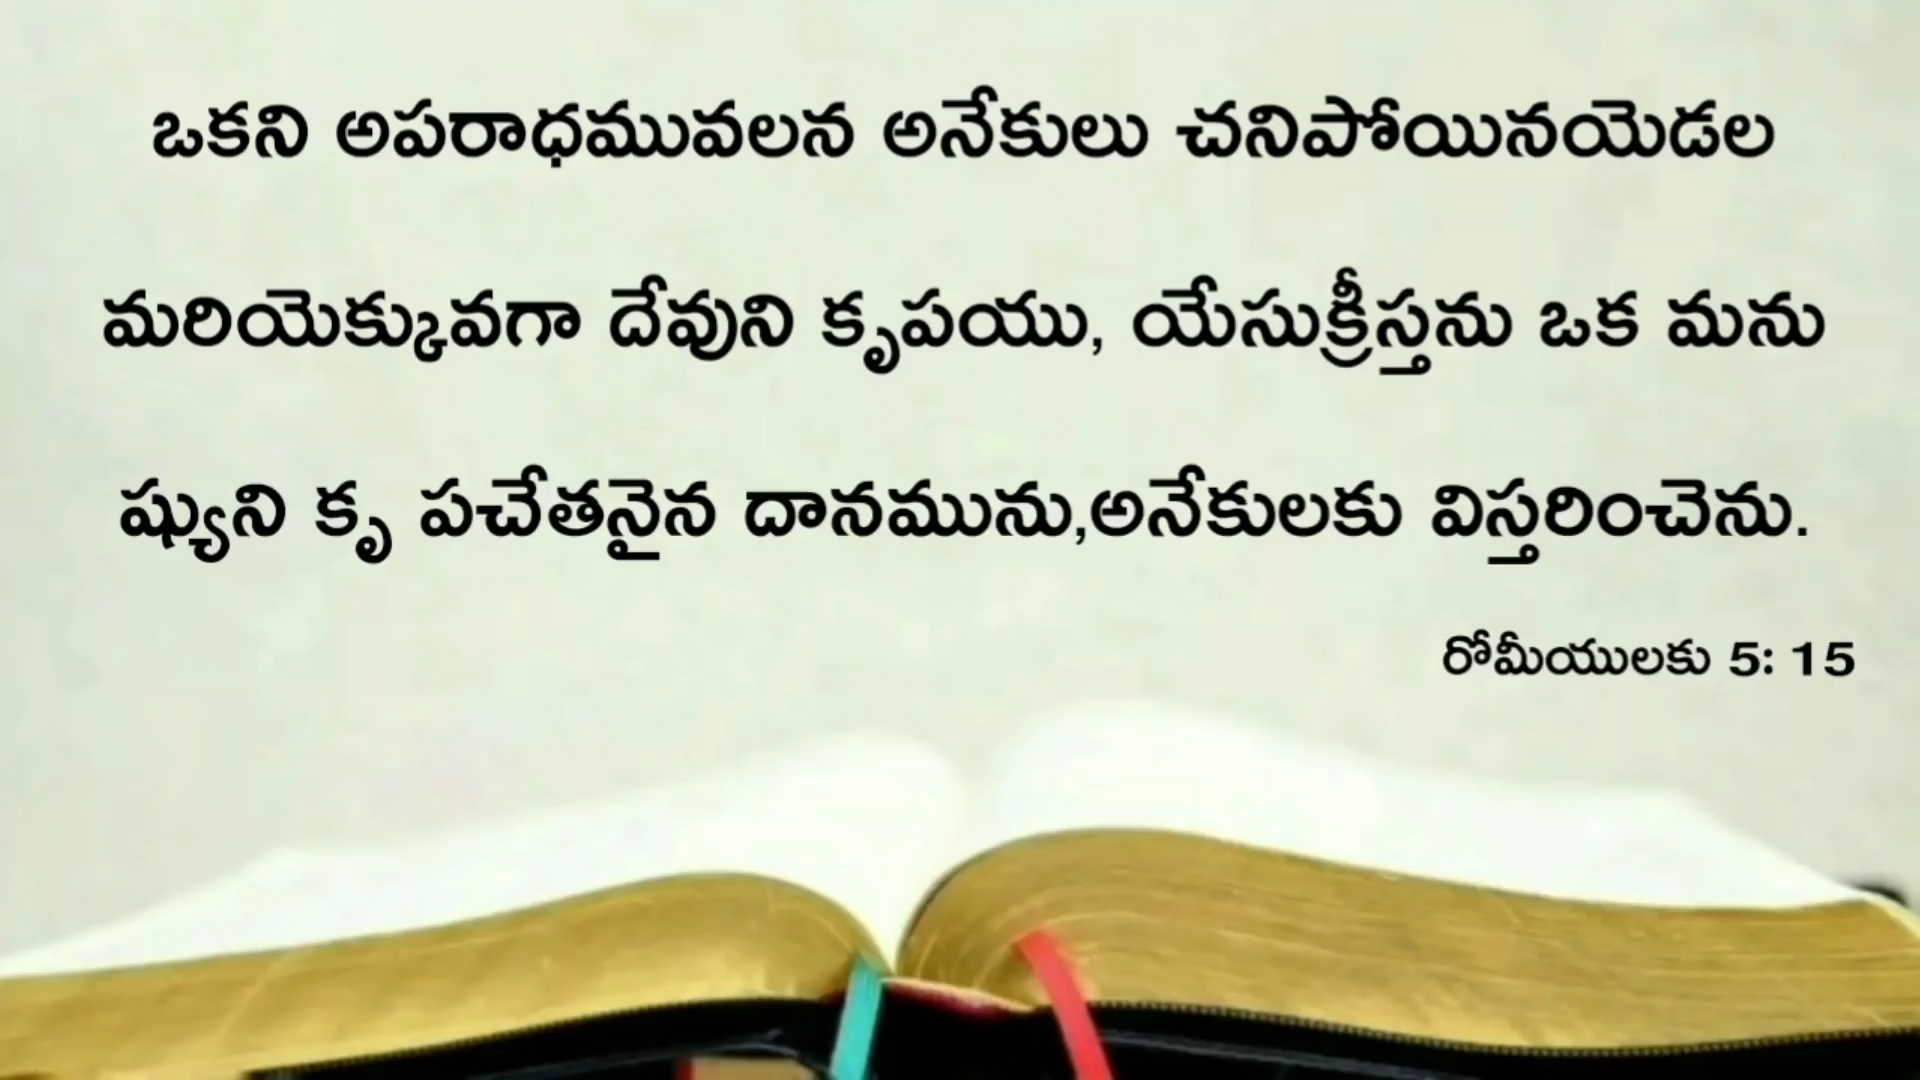 ఒకని అపరాధమువలన అనేకులు చనిపోయినయెడల
మరియెక్కువగా దేవుని కృపయు, యేసుక్రీస్తను ఒక మను
ష్యుని కృ పచేతనైన దానమును,అనేకులకు విస్తరించెను.
రోమీయులకు 5: 15